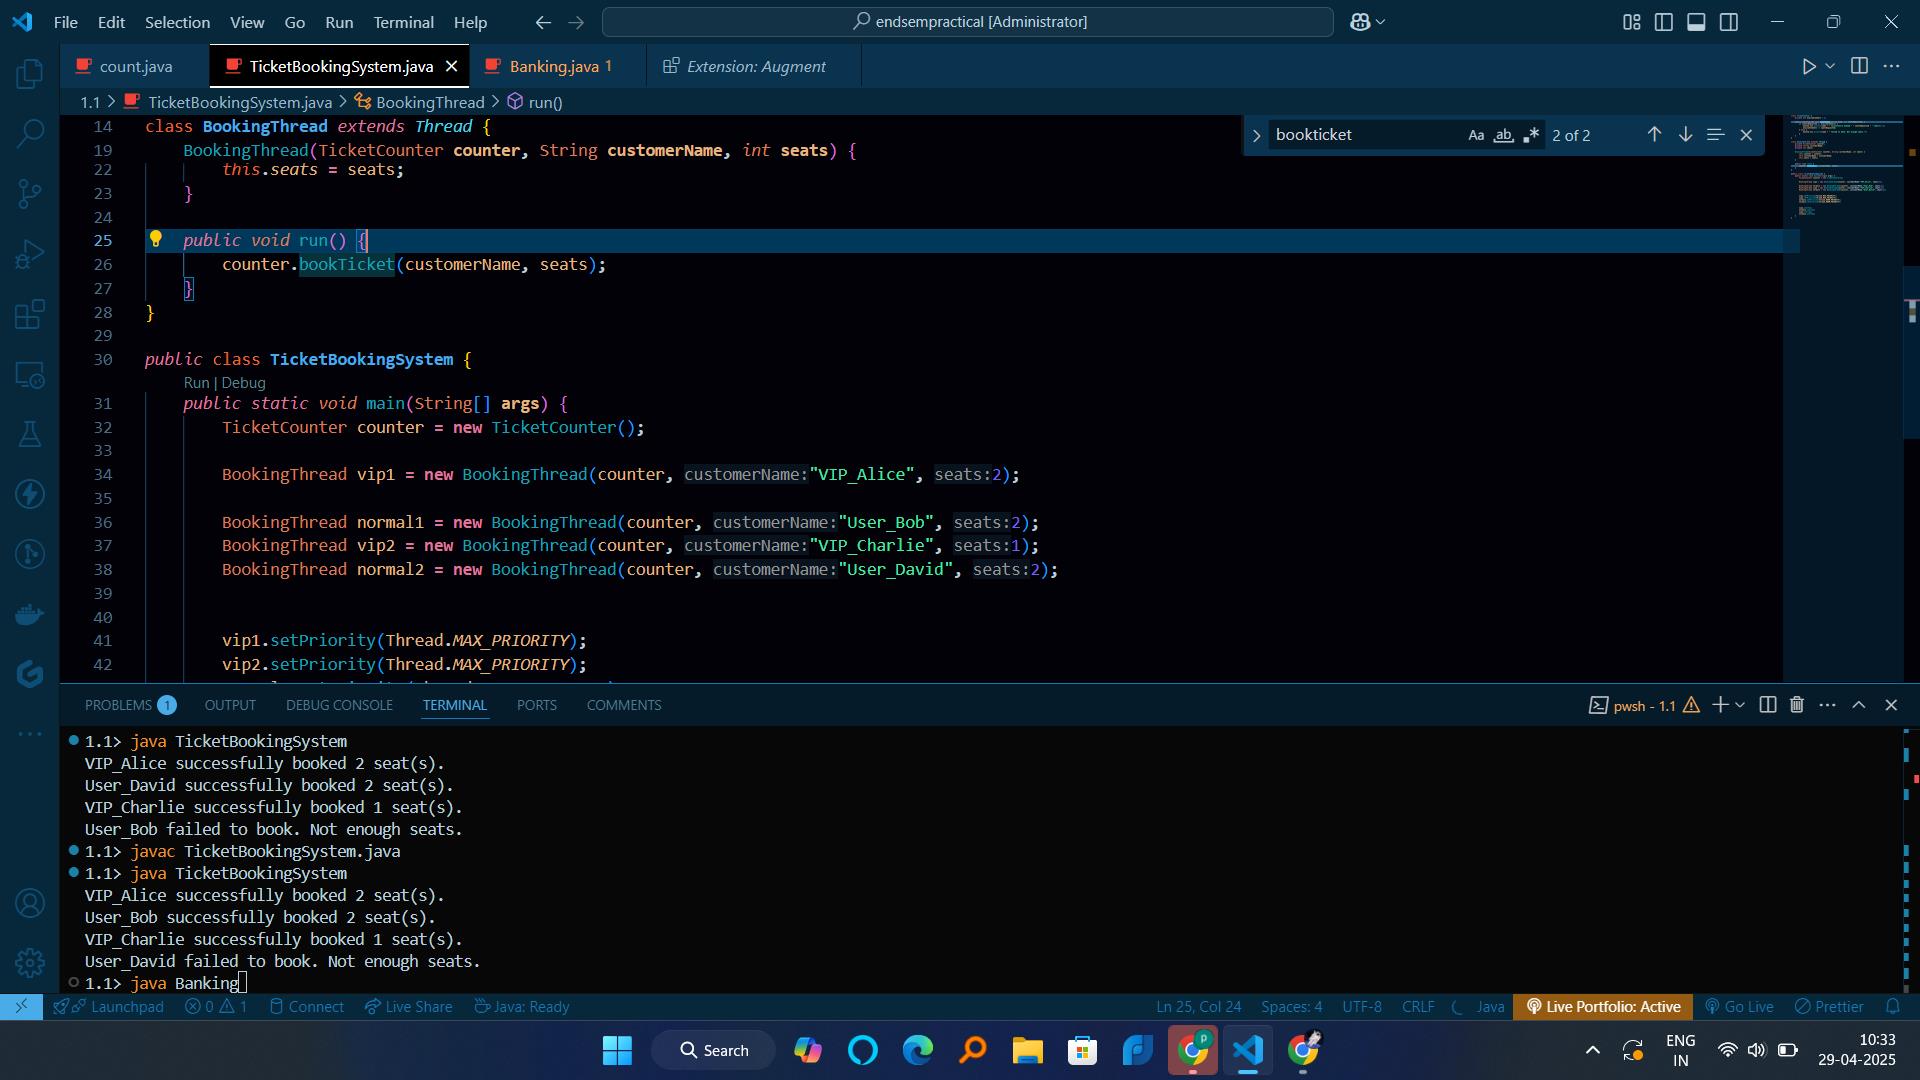 File Edit Selection View Go Run Terminal Help
endsempractical [Administrator]
count.java
TicketBookingSystem.java
Banking.java 1
Extension: Augment
1.1 > TicketBookingSystem.java > BookingThread > run()
bookticket
Aa ab
2 of 2
14 class BookingThread extends Thread {
19 BookingThread(TicketCounter counter, String customerName, int seats) {
22 this.seats = seats;
23 }
24
25 public void run() {
26 counter.bookTicket(customerName, seats);
27 }
28 }
29
30 public class TicketBookingSystem {
Run | Debug
31 public static void main(String[] args) {
32 TicketCounter counter = new TicketCounter();
33
34 BookingThread vip1 = new BookingThread(counter, customerName:"VIP_Alice", seats:2);
35
36 BookingThread normal1 = new BookingThread(counter, customerName:"User_Bob", seats:2);
37 BookingThread vip2 = new BookingThread(counter, customerName:"VIP_Charlie", seats:1);
38 BookingThread normal2 = new BookingThread(counter, customerName:"User_David", seats:2);
39
40
41 vip1.setPriority(Thread.MAX_PRIORITY);
42 vip2.setPriority(Thread.MAX_PRIORITY);
PROBLEMS 1 OUTPUT DEBUG CONSOLE TERMINAL PORTS COMMENTS
pwsh - 1.1
1.1> java TicketBookingSystem
VIP_Alice successfully booked 2 seat(s).
User_David successfully booked 2 seat(s).
VIP_Charlie successfully booked 1 seat(s).
User_Bob failed to book. Not enough seats.
1.1> javac TicketBookingSystem.java
1.1> java TicketBookingSystem
VIP_Alice successfully booked 2 seat(s).
User_Bob successfully booked 2 seat(s).
VIP_Charlie successfully booked 1 seat(s).
User_David failed to book. Not enough seats.
1.1> java Banking
Launchpad 0 1 Connect Live Share Java: Ready
Ln 25, Col 24 Spaces: 4 UTF-8 CRLF Java Live Portfolio: Active Go Live Prettier
Search
ENG
IN
10:33
29-04-2025